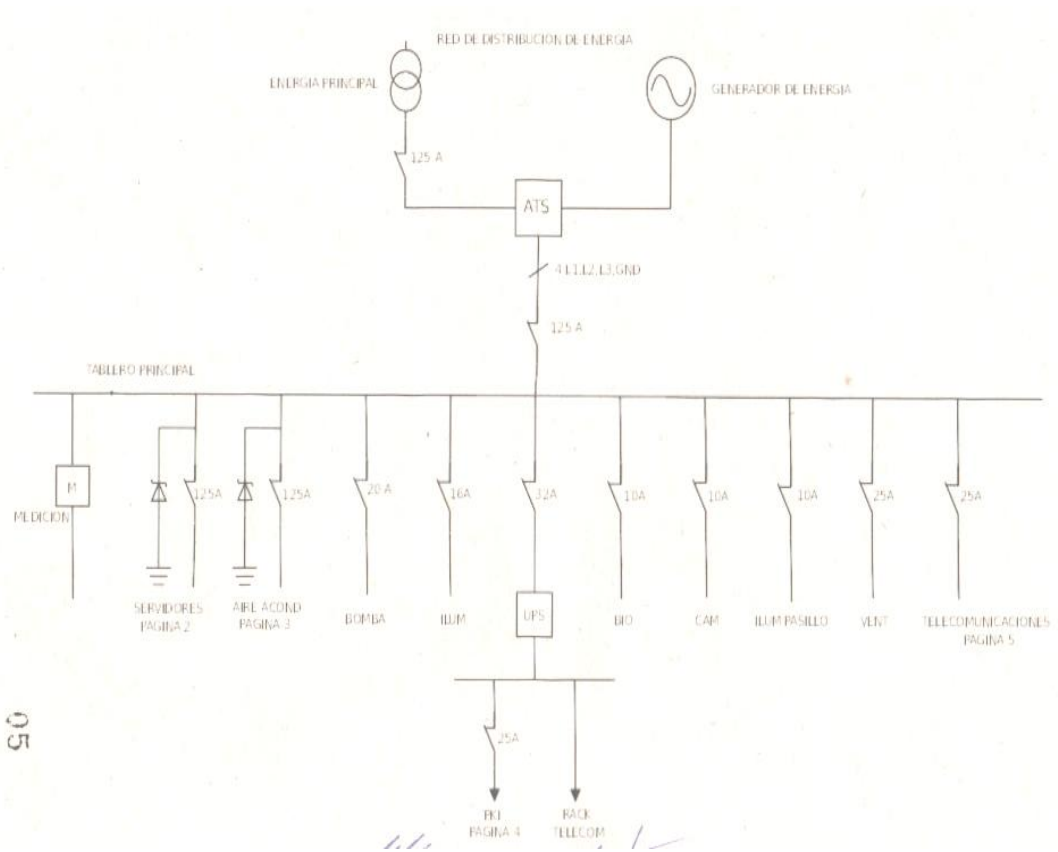 RED DE DISTRIBUCION DE ENERGIA
ENERGIA PRINCIPAL
GENERADOR DE ENERGIA
125 A
ATS
4 L1,L2,L3,GND
125 A
TABLERO PRINCIPAL
M
MEDICION
125A
125A
20 A
16A
32A
10A
10A
10A
25A
25A
SERVIDORES
PAGINA 2
AIRE ACOND
PAGINA 3
BOMBA
ILUM
UPS
BIO
CAM
ILUM PASILLO
VENT
TELECOMUNICACIONES
PAGINA 5
25A
PKI
PAGINA 4
RACK
TELECOM
05